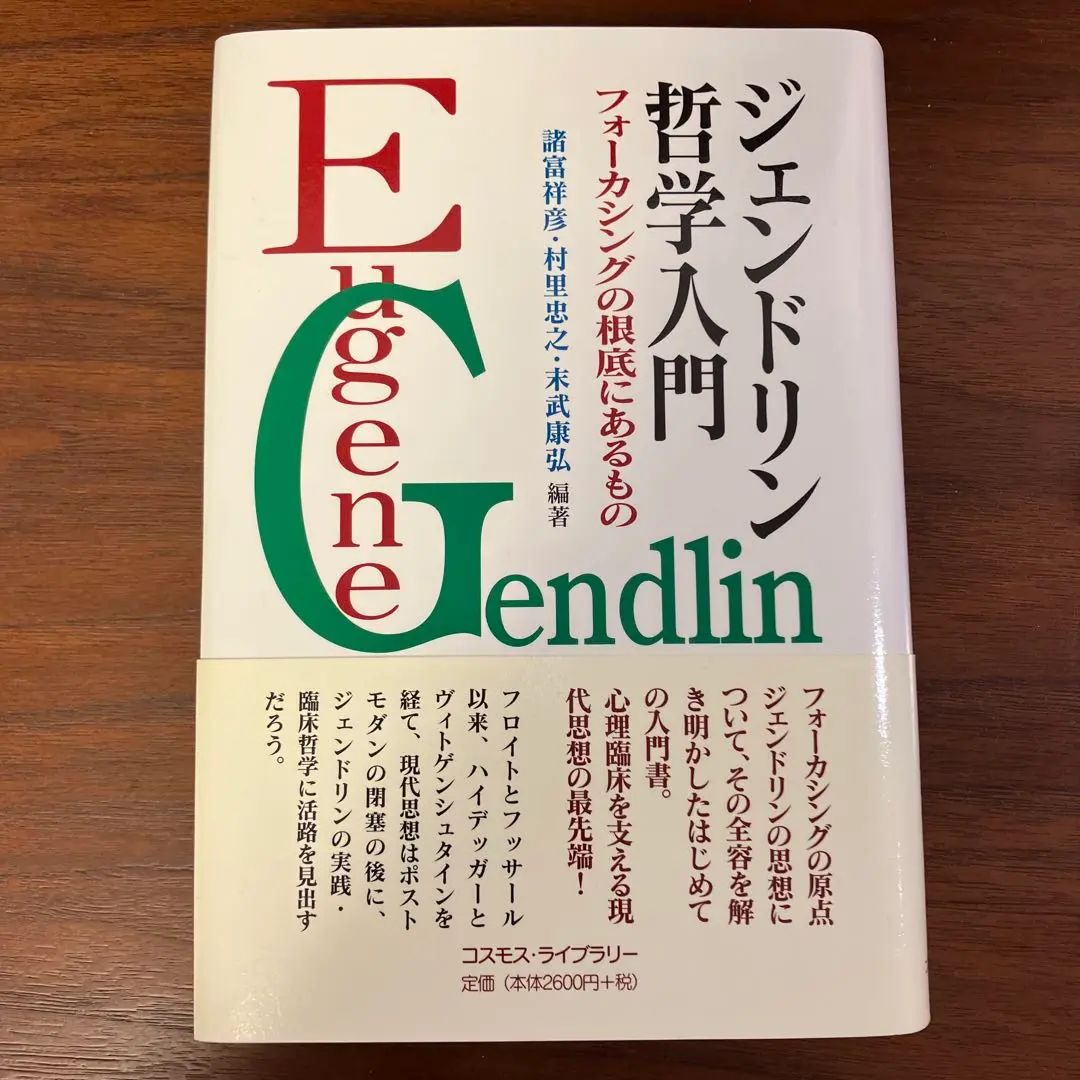 ジェンドリン
哲学入門
フォーカシングの根底にあるもの
諸富祥彦・村里忠之・末武康弘 編著
Eugene
Gendlin
フォーカシングの原点
ジェンドリンの思想に
ついて、その全容を解
き明かしたはじめて
の入門書。
心理臨床を支える現
代思想の最先端！
フロイトとフッサール
以来、ハイデッガーと
ヴィトゲンシュタインを
経て、現代思想はポスト
モダンの閉塞の後に、
ジェンドリンの実践・
臨床哲学に活路を見出す
だろう。
コスモス・ライブラリー
定価（本体2600円＋税）